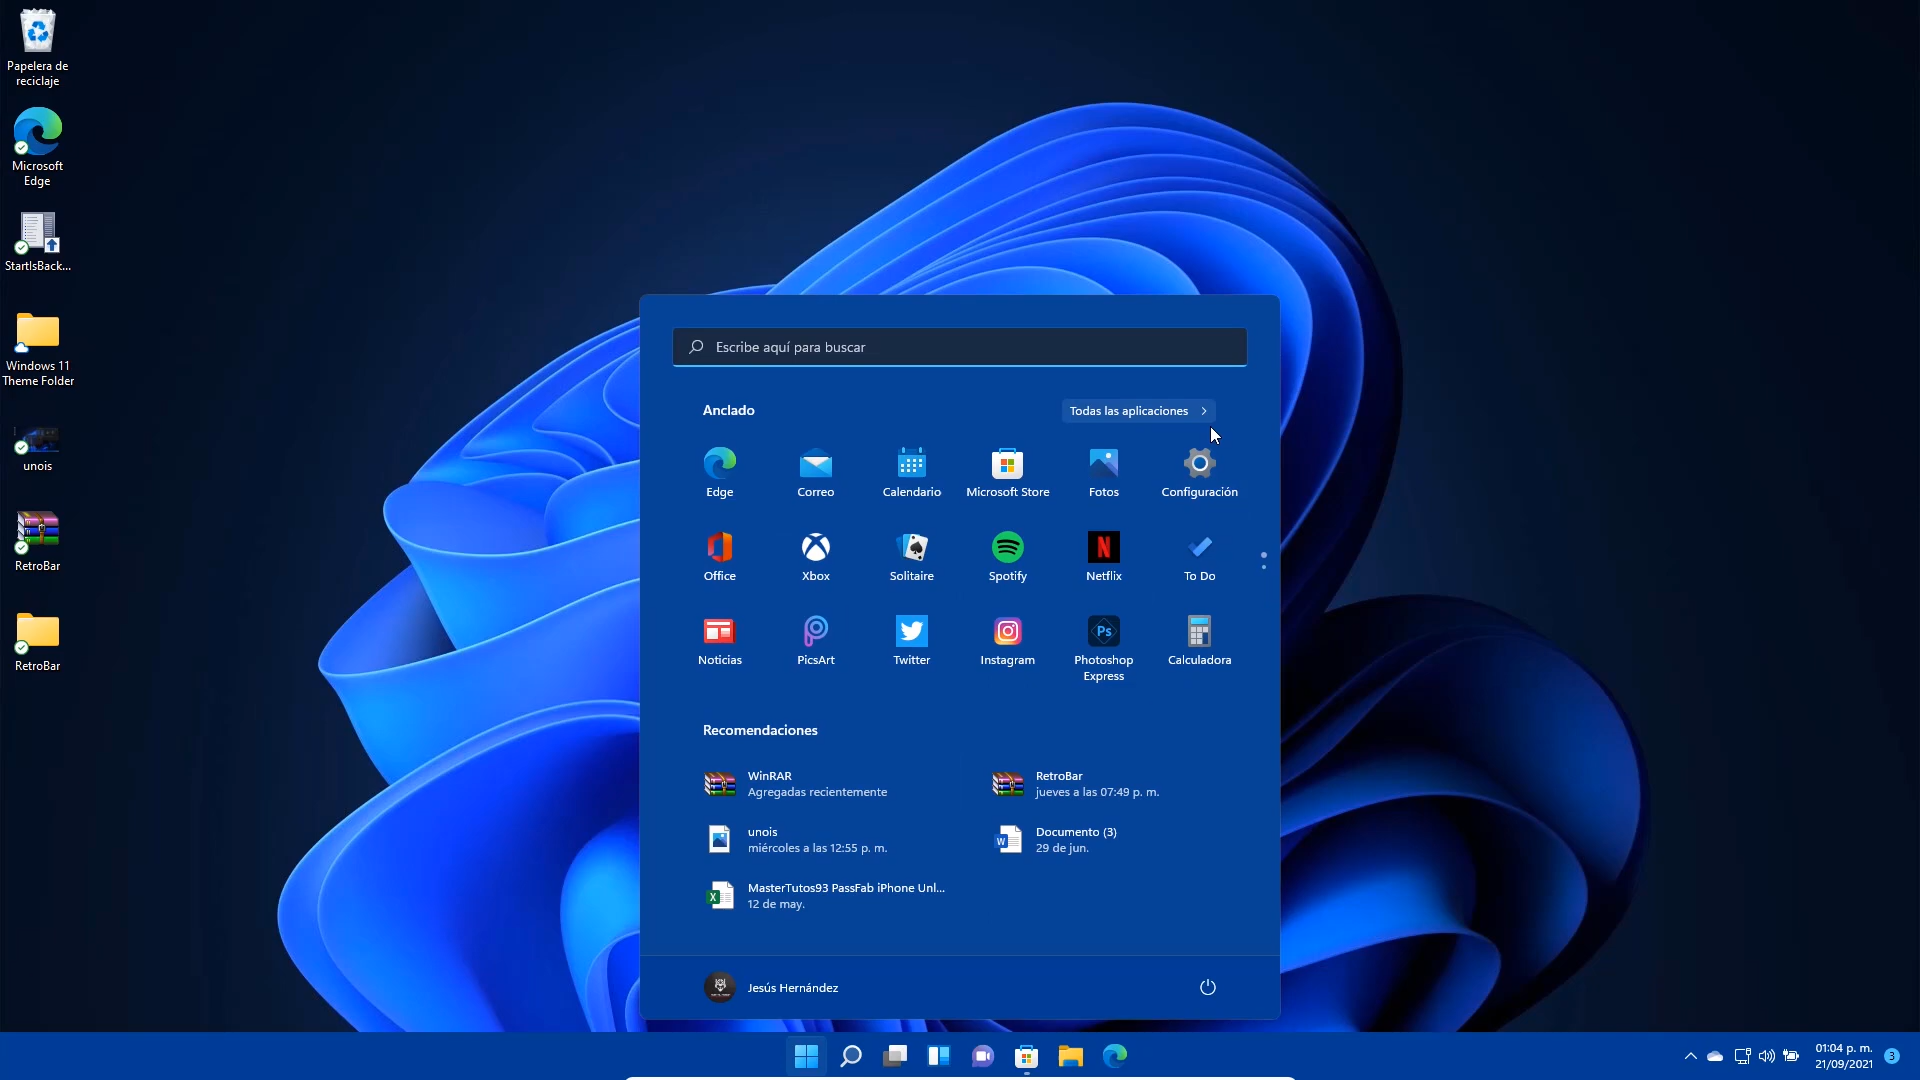 Papelera de
reciclaje
Microsoft
Edge
StartIsBack...
Windows 11
Theme Folder
unois
RetroBar
RetroBar
Escribe aquí para buscar
Anclado
Todas las aplicaciones
Edge
Correo
Calendario
Microsoft Store
Fotos
Configuración
Office
Xbox
Solitaire
Spotify
Netflix
To Do
Noticias
PicsArt
Twitter
Instagram
Ps
Photoshop
Express
Calculadora
Recomendaciones
WinRAR
Agregadas recientemente
RetroBar
jueves a las 07:49 p. m.
unois
miércoles a las 12:55 p. m.
Documento (3)
29 de jun.
MasterTutos93 PassFab iPhone Unl...
12 de may.
Jesús Hernández
01:04 p. m.
21/09/2021
3